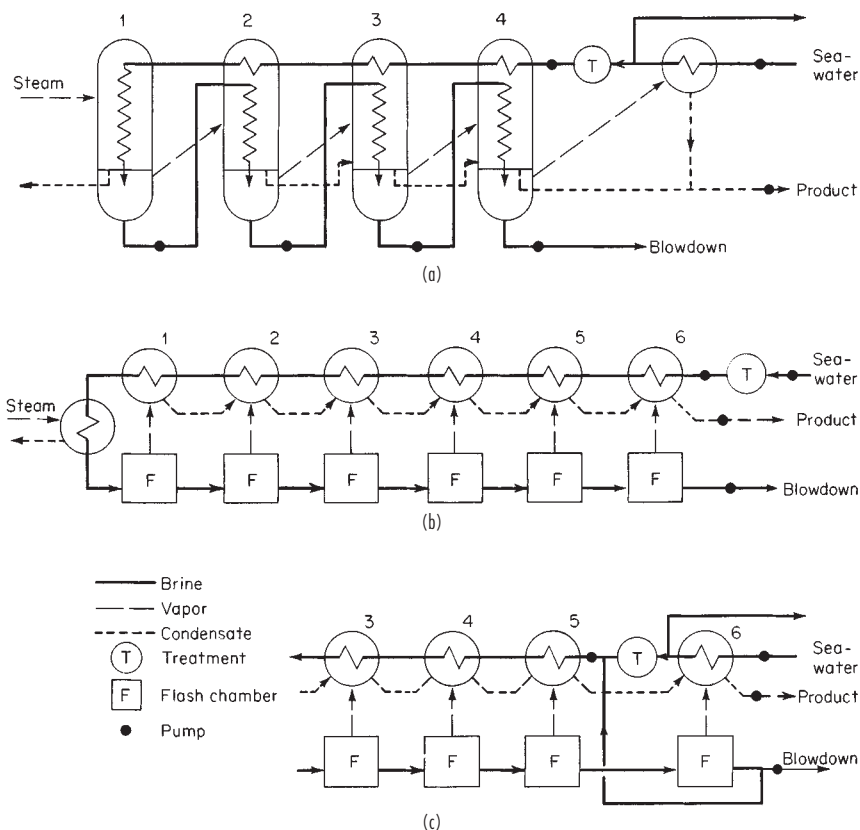 1 2 3 4
Steam
T
Sea-
water
Product
Blowdown
(a)
1 2 3 4 5 6
Steam
T
Sea-
water
Product
F F F F F F
Blowdown
(b)
Brine
Vapor
Condensate
T Treatment
F Flash chamber
Pump
3 4 5 6
T
Sea-
water
Product
F F F F
Blowdown
(c)